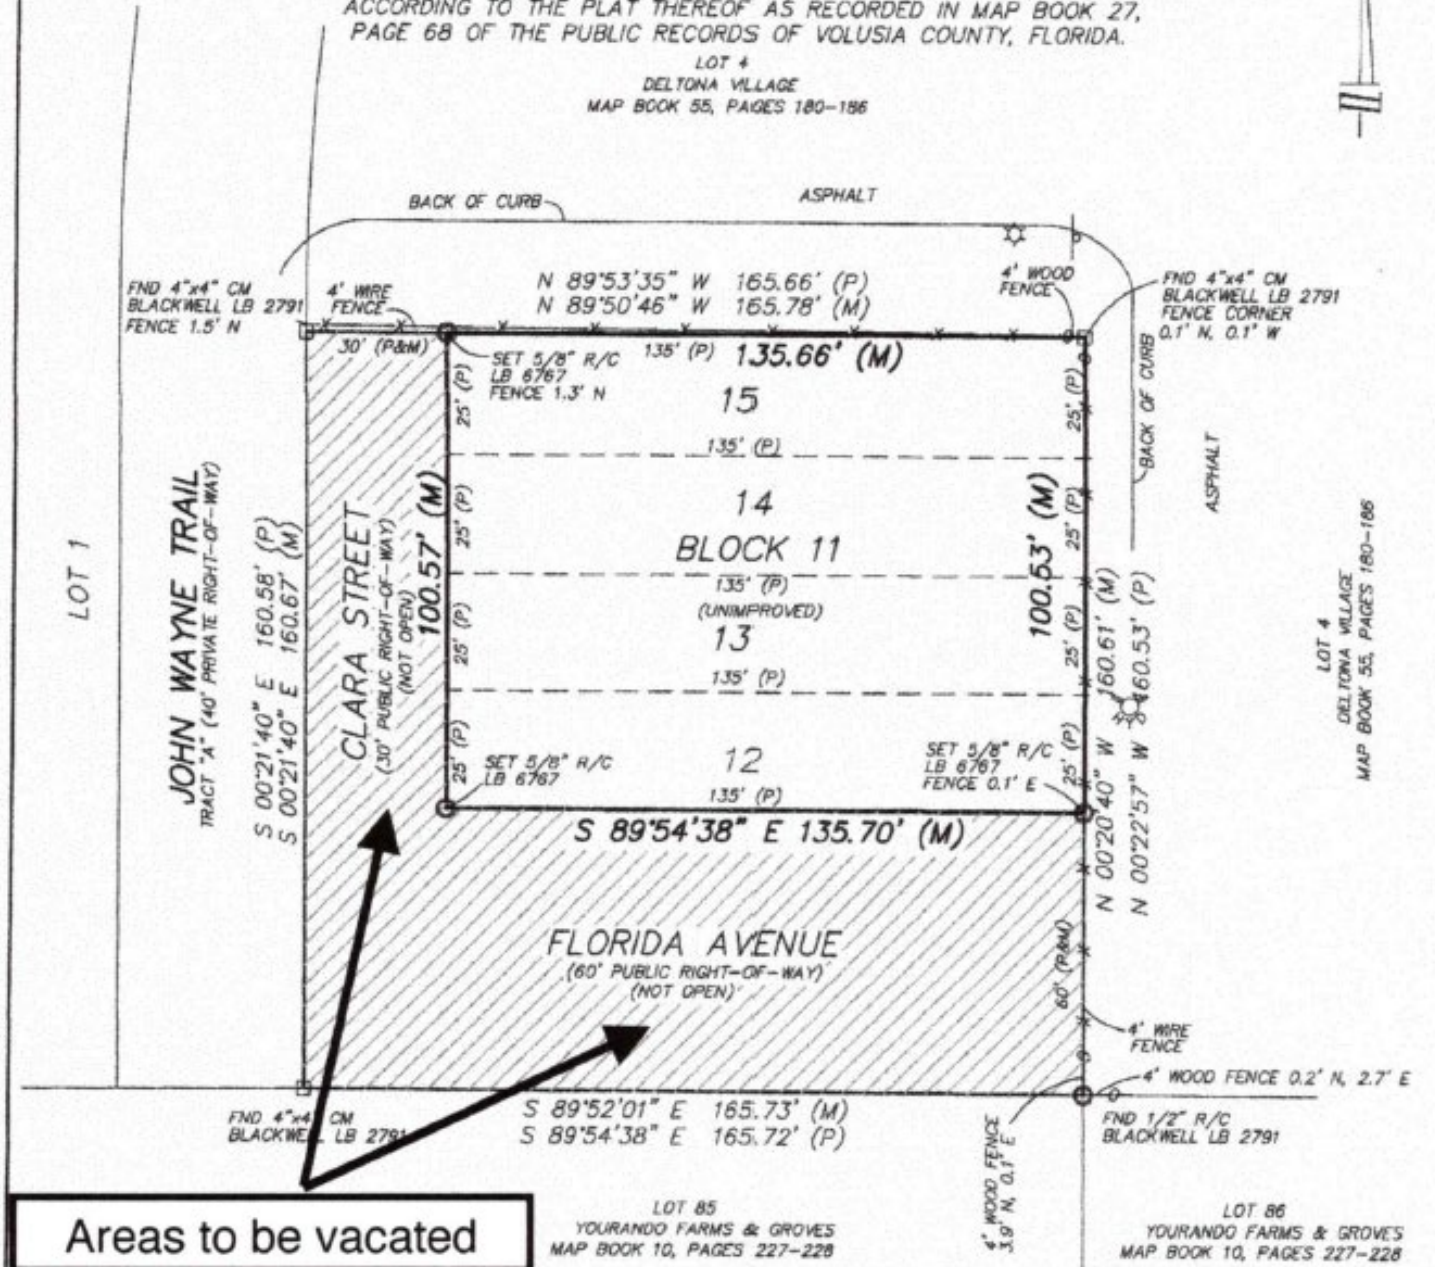 ACCORDING TO THE PLAT THEREOF AS RECORDED IN MAP BOOK 27,
PAGE 68 OF THE PUBLIC RECORDS OF VOLUSIA COUNTY, FLORIDA.
LOT 4
DELTONA VILLAGE
MAP BOOK 55, PAGES 180-186
BACK OF CURB
ASPHALT
FND 4"x4" CM
BLACKWELL LB 2791
FENCE 1.5' N
4' WIRE
FENCE
N 89°53'35" W 165.66' (P)
N 89°50'46" W 165.78' (M)
4' WOOD
FENCE
FND 4"x4" CM
BLACKWELL LB 2791
FENCE CORNER
0.1' N, 0.1' W
30' (P&M)
SET 5/8" R/C
LB 6767
FENCE 1.3' N
135' (P)
135.66' (M)
25' (P)
15
25' (P)
BACK OF CURB
135' (P)
ASPHALT
LOT 1
JOHN WAYNE TRAIL
TRACT "A" (40' PRIVATE RIGHT-OF-WAY)
S 00°21'40" E 160.58' (P)
S 00°21'40" E 160.67' (M)
CLARA STREET
(30' PUBLIC RIGHT-OF-WAY)
(NOT OPEN)
100.57' (M)
25' (P)
14
BLOCK 11
135' (P)
(UNIMPROVED)
100.53' (M)
25' (P)
25' (P)
13
25' (P)
135' (P)
N 00°20'40" W 160.61' (M)
N 00°22'57" W 160.53' (P)
LOT 4
DELTONA VILLAGE
MAP BOOK 55, PAGES 180-186
25' (P)
SET 5/8" R/C
LB 6767
12
135' (P)
SET 5/8" R/C
LB 6767
FENCE 0.1' E
25' (P)
S 89°54'38" E 135.70' (M)
FLORIDA AVENUE
(60' PUBLIC RIGHT-OF-WAY)
(NOT OPEN)
60' (P&M)
4' WIRE
FENCE
4' WOOD FENCE 0.2' N, 2.7' E
FND 4"x4" CM
BLACKWELL LB 2791
S 89°52'01" E 165.73' (M)
S 89°54'38" E 165.72' (P)
4' WOOD FENCE
3.9' N, 0.1' E
FND 1/2" R/C
BLACKWELL LB 2791
Areas to be vacated
LOT 85
YOURANDO FARMS & GROVES
MAP BOOK 10, PAGES 227-228
LOT 86
YOURANDO FARMS & GROVES
MAP BOOK 10, PAGES 227-228